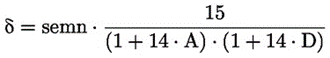 δ = semn · 15 / ((1 + 14 · A) · (1 + 14 · D))